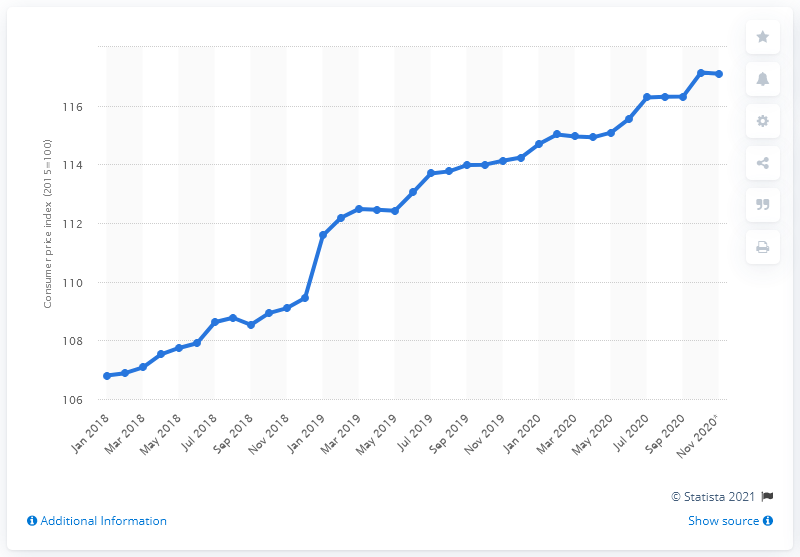 Consumer price index (2015=100)
116
114
112
110
108
106
Jan 2018
Mar 2018
May 2018
Jul 2018
Sep 2018
Nov 2018
Jan 2019
Mar 2019
May 2019
Jul 2019
Sep 2019
Nov 2019
Jan 2020
Mar 2020
May 2020
Jul 2020
Sep 2020
Nov 2020*
© Statista 2021
Additional Information
Show source